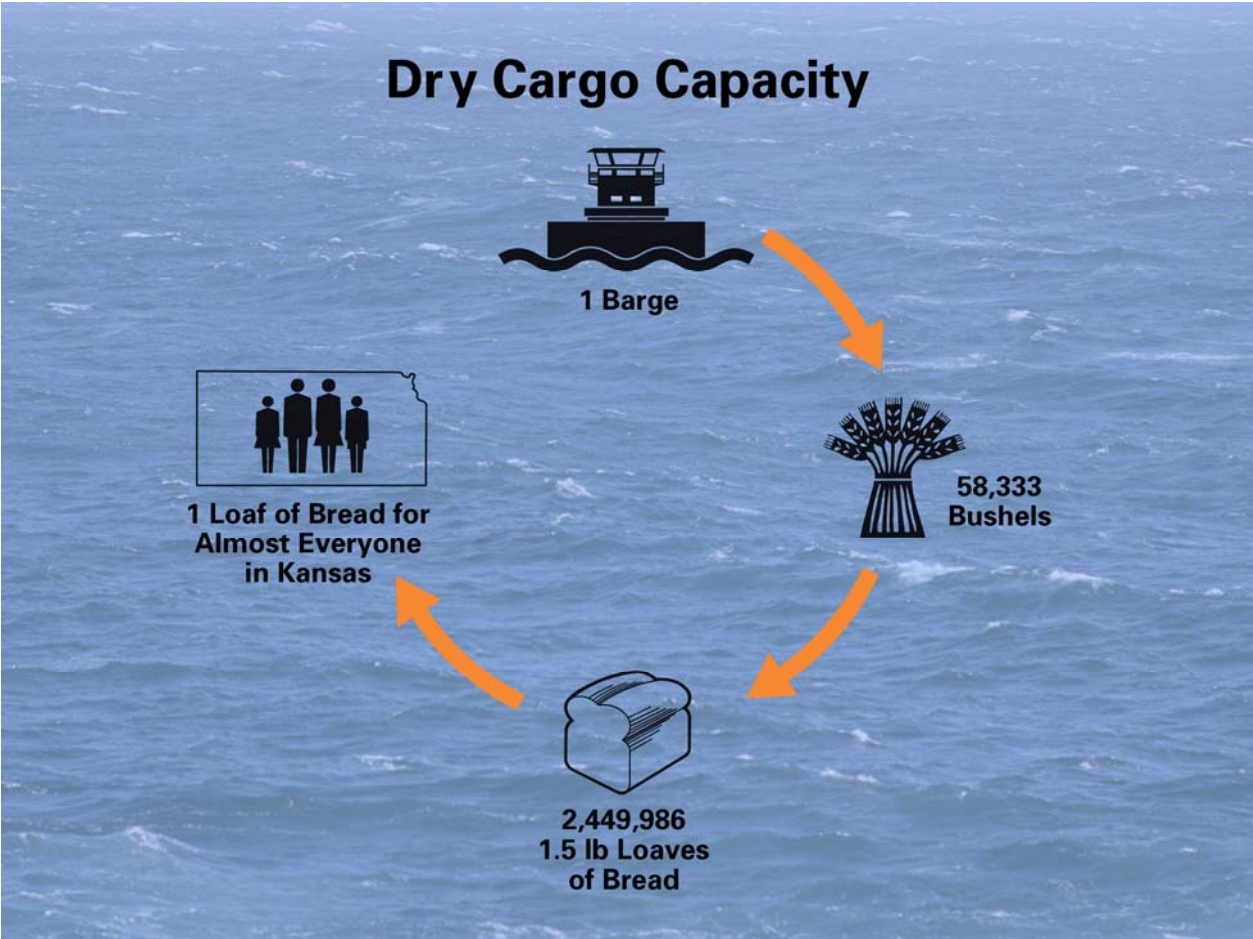 Dry Cargo Capacity
1 Barge
58,333
Bushels
2,449,986
1.5 lb Loaves
of Bread
1 Loaf of Bread for
Almost Everyone
in Kansas